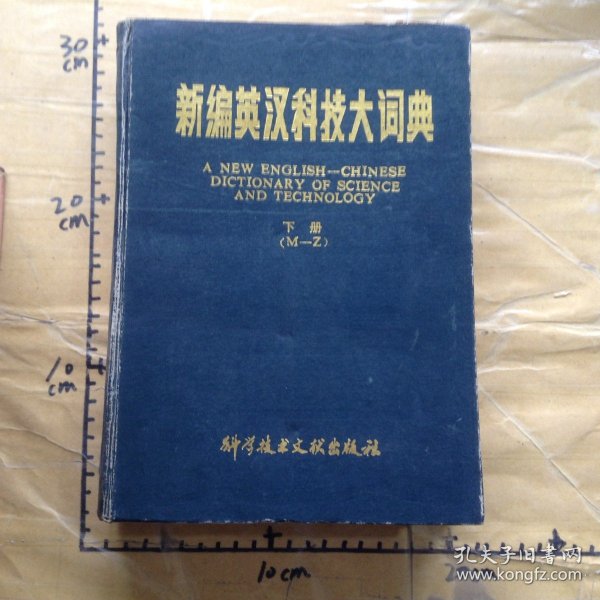 30
cm
新编英汉科技大词典
A NEW ENGLISH—CHINESE
DICTIONARY OF SCIENCE
AND TECHNOLOGY
下册
(M—Z)
20
cm
10
cm
科学技术文献出版社
10cm
孔夫子旧书网
www.kongfz.com